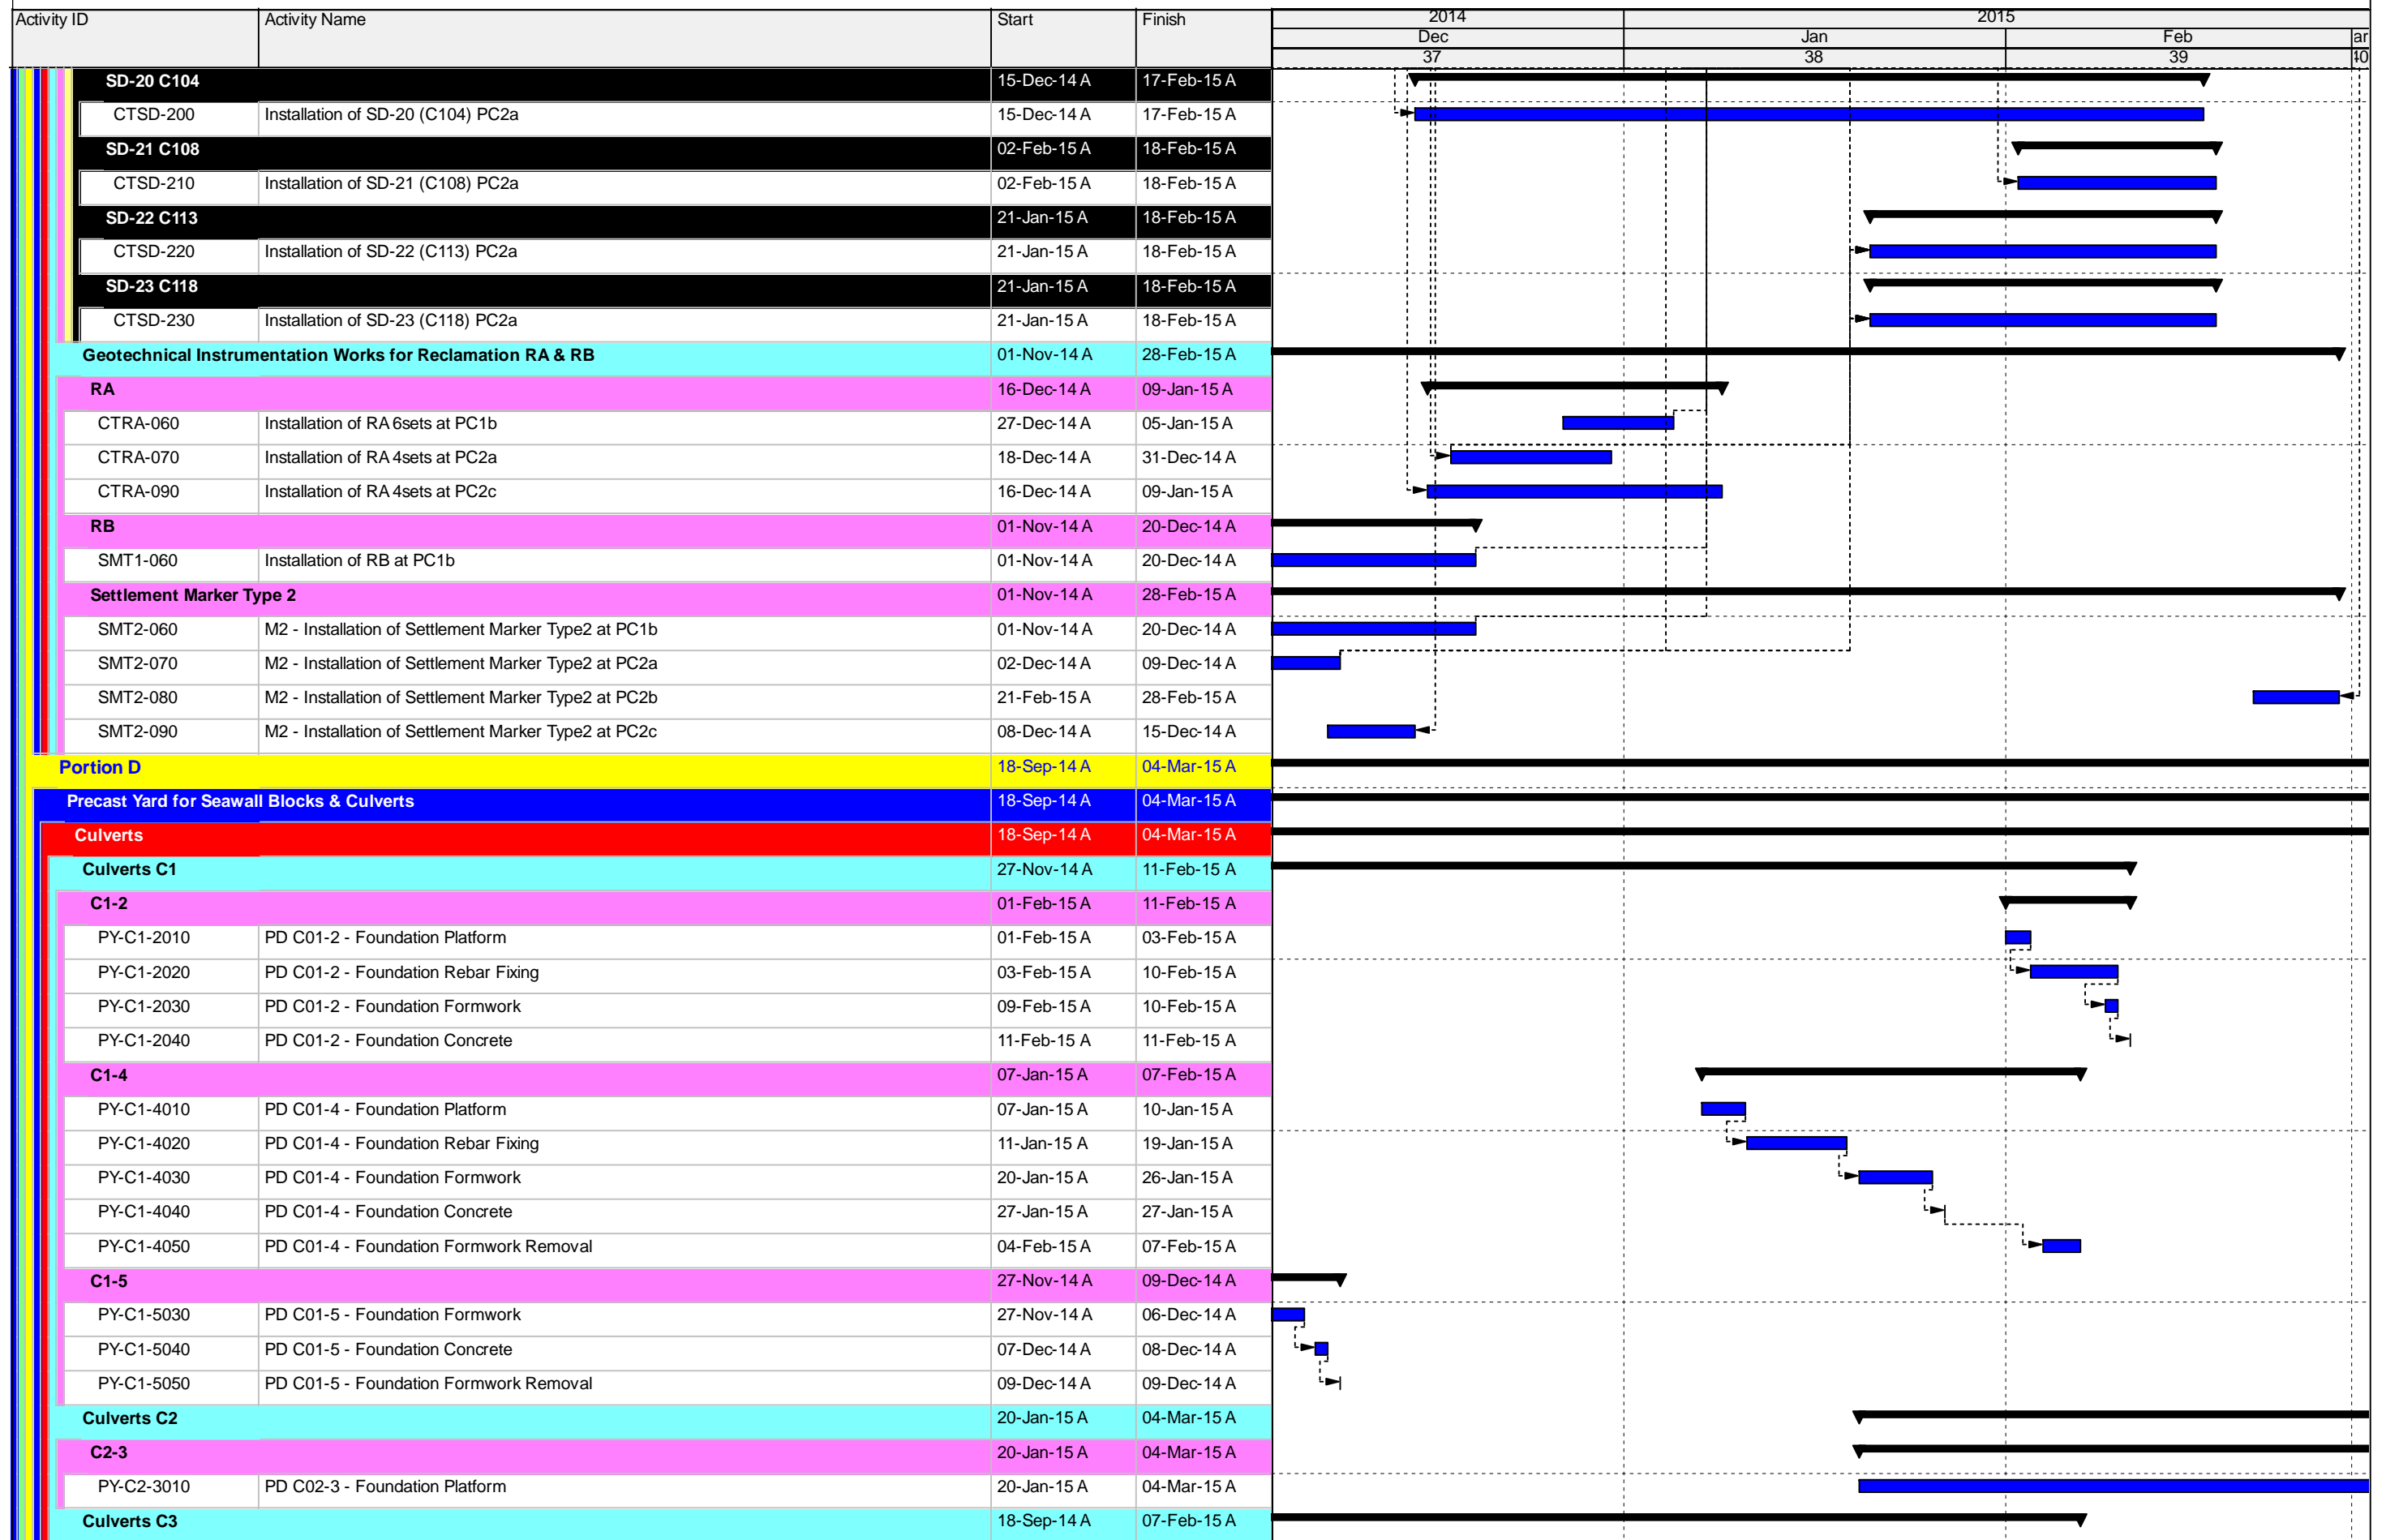 Activity ID Activity Name Start Finish 2014 2015
Dec Jan Feb ar
37 38 39 40
SD-20 C104 15-Dec-14 A 17-Feb-15 A
CTSD-200 Installation of SD-20 (C104) PC2a 15-Dec-14 A 17-Feb-15 A
SD-21 C108 02-Feb-15 A 18-Feb-15 A
CTSD-210 Installation of SD-21 (C108) PC2a 02-Feb-15 A 18-Feb-15 A
SD-22 C113 21-Jan-15 A 18-Feb-15 A
CTSD-220 Installation of SD-22 (C113) PC2a 21-Jan-15 A 18-Feb-15 A
SD-23 C118 21-Jan-15 A 18-Feb-15 A
CTSD-230 Installation of SD-23 (C118) PC2a 21-Jan-15 A 18-Feb-15 A
Geotechnical Instrumentation Works for Reclamation RA & RB 01-Nov-14 A 28-Feb-15 A
RA 16-Dec-14 A 09-Jan-15 A
CTRA-060 Installation of RA 6sets at PC1b 27-Dec-14 A 05-Jan-15 A
CTRA-070 Installation of RA 4sets at PC2a 18-Dec-14 A 31-Dec-14 A
CTRA-090 Installation of RA 4sets at PC2c 16-Dec-14 A 09-Jan-15 A
RB 01-Nov-14 A 20-Dec-14 A
SMT1-060 Installation of RB at PC1b 01-Nov-14 A 20-Dec-14 A
Settlement Marker Type 2 01-Nov-14 A 28-Feb-15 A
SMT2-060 M2 - Installation of Settlement Marker Type2 at PC1b 01-Nov-14 A 20-Dec-14 A
SMT2-070 M2 - Installation of Settlement Marker Type2 at PC2a 02-Dec-14 A 09-Dec-14 A
SMT2-080 M2 - Installation of Settlement Marker Type2 at PC2b 21-Feb-15 A 28-Feb-15 A
SMT2-090 M2 - Installation of Settlement Marker Type2 at PC2c 08-Dec-14 A 15-Dec-14 A
Portion D 18-Sep-14 A 04-Mar-15 A
Precast Yard for Seawall Blocks & Culverts 18-Sep-14 A 04-Mar-15 A
Culverts 18-Sep-14 A 04-Mar-15 A
Culverts C1 27-Nov-14 A 11-Feb-15 A
C1-2 01-Feb-15 A 11-Feb-15 A
PY-C1-2010 PD C01-2 - Foundation Platform 01-Feb-15 A 03-Feb-15 A
PY-C1-2020 PD C01-2 - Foundation Rebar Fixing 03-Feb-15 A 10-Feb-15 A
PY-C1-2030 PD C01-2 - Foundation Formwork 09-Feb-15 A 10-Feb-15 A
PY-C1-2040 PD C01-2 - Foundation Concrete 11-Feb-15 A 11-Feb-15 A
C1-4 07-Jan-15 A 07-Feb-15 A
PY-C1-4010 PD C01-4 - Foundation Platform 07-Jan-15 A 10-Jan-15 A
PY-C1-4020 PD C01-4 - Foundation Rebar Fixing 11-Jan-15 A 19-Jan-15 A
PY-C1-4030 PD C01-4 - Foundation Formwork 20-Jan-15 A 26-Jan-15 A
PY-C1-4040 PD C01-4 - Foundation Concrete 27-Jan-15 A 27-Jan-15 A
PY-C1-4050 PD C01-4 - Foundation Formwork Removal 04-Feb-15 A 07-Feb-15 A
C1-5 27-Nov-14 A 09-Dec-14 A
PY-C1-5030 PD C01-5 - Foundation Formwork 27-Nov-14 A 06-Dec-14 A
PY-C1-5040 PD C01-5 - Foundation Concrete 07-Dec-14 A 08-Dec-14 A
PY-C1-5050 PD C01-5 - Foundation Formwork Removal 09-Dec-14 A 09-Dec-14 A
Culverts C2 20-Jan-15 A 04-Mar-15 A
C2-3 20-Jan-15 A 04-Mar-15 A
PY-C2-3010 PD C02-3 - Foundation Platform 20-Jan-15 A 04-Mar-15 A
Culverts C3 18-Sep-14 A 07-Feb-15 A